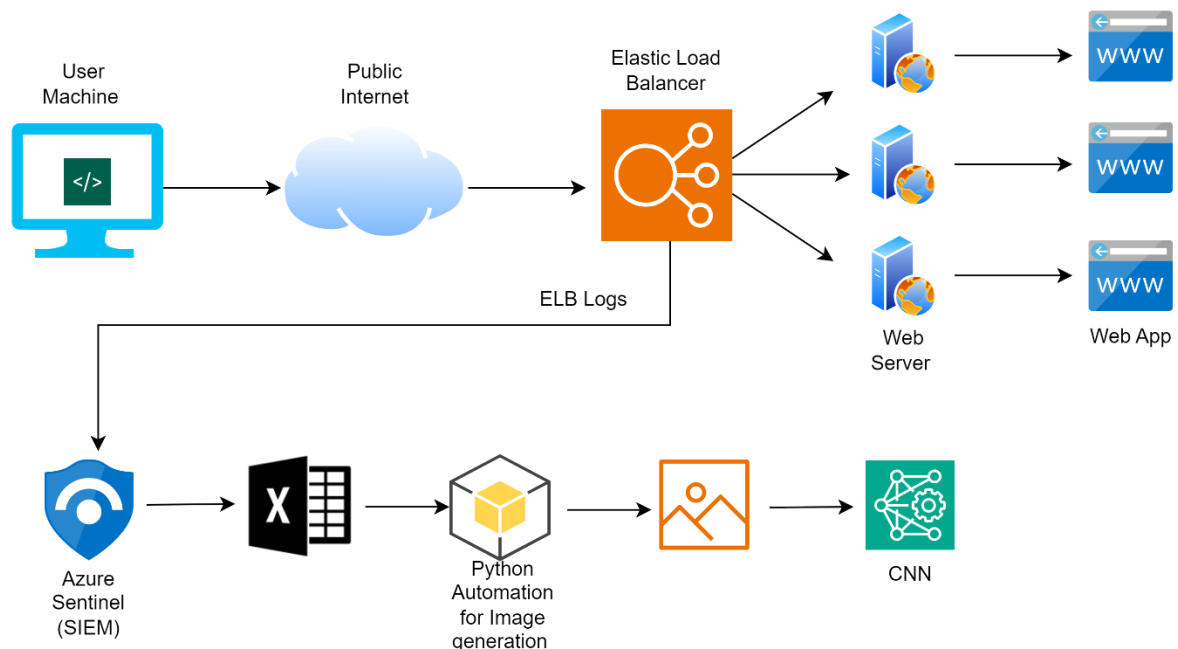 User
Machine
Public
Internet
Elastic Load
Balancer
</>
www
www
www
ELB Logs
Web
Server
Web App
X
Azure
Sentinel
(SIEM)
Python
Automation
for Image
generation
CNN